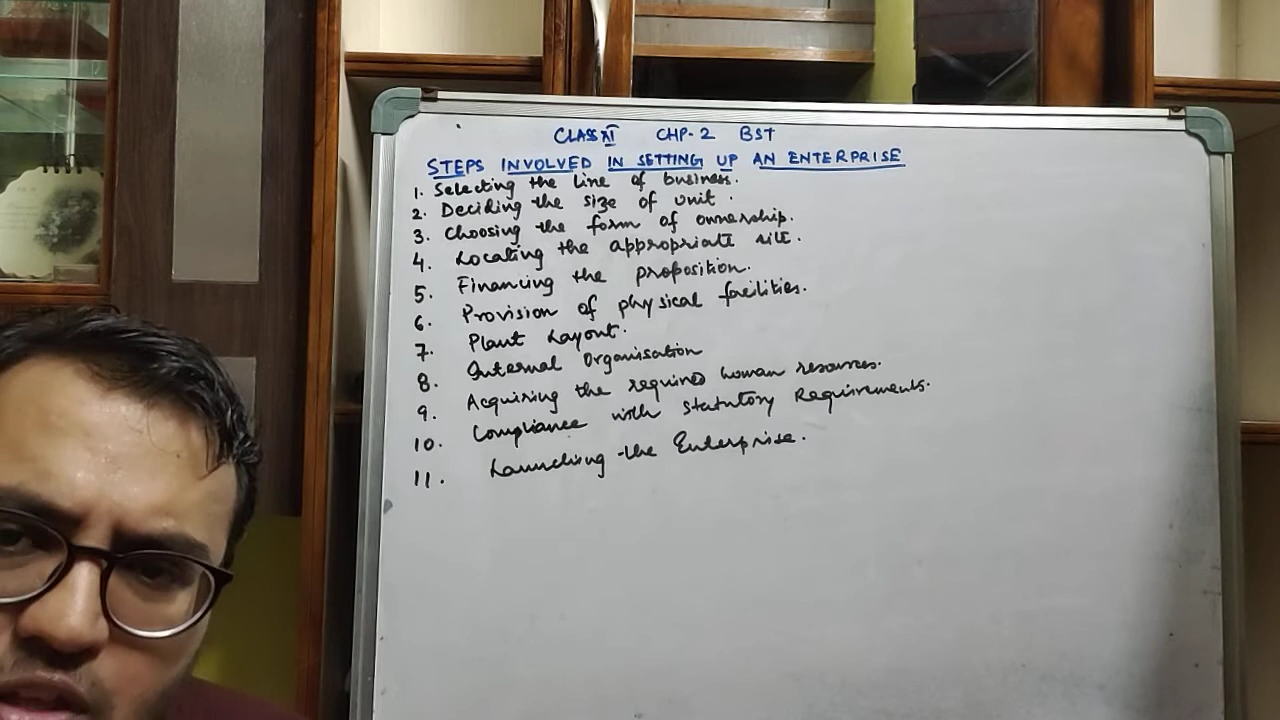 CLASS XI CHP-2 BST
STEPS INVOLVED IN SETTING UP AN ENTERPRISE
1. Selecting the line of business.
2. Deciding the size of unit.
3. Choosing the form of ownership.
4. Locating the appropriate site.
5. Financing the proposition.
6. Provision of physical facilities.
7. Plant Layout.
8. Internal Organisation
9. Acquiring the required human resources.
10. Compliance with Statutory Requirements.
11. Launching the Enterprise.